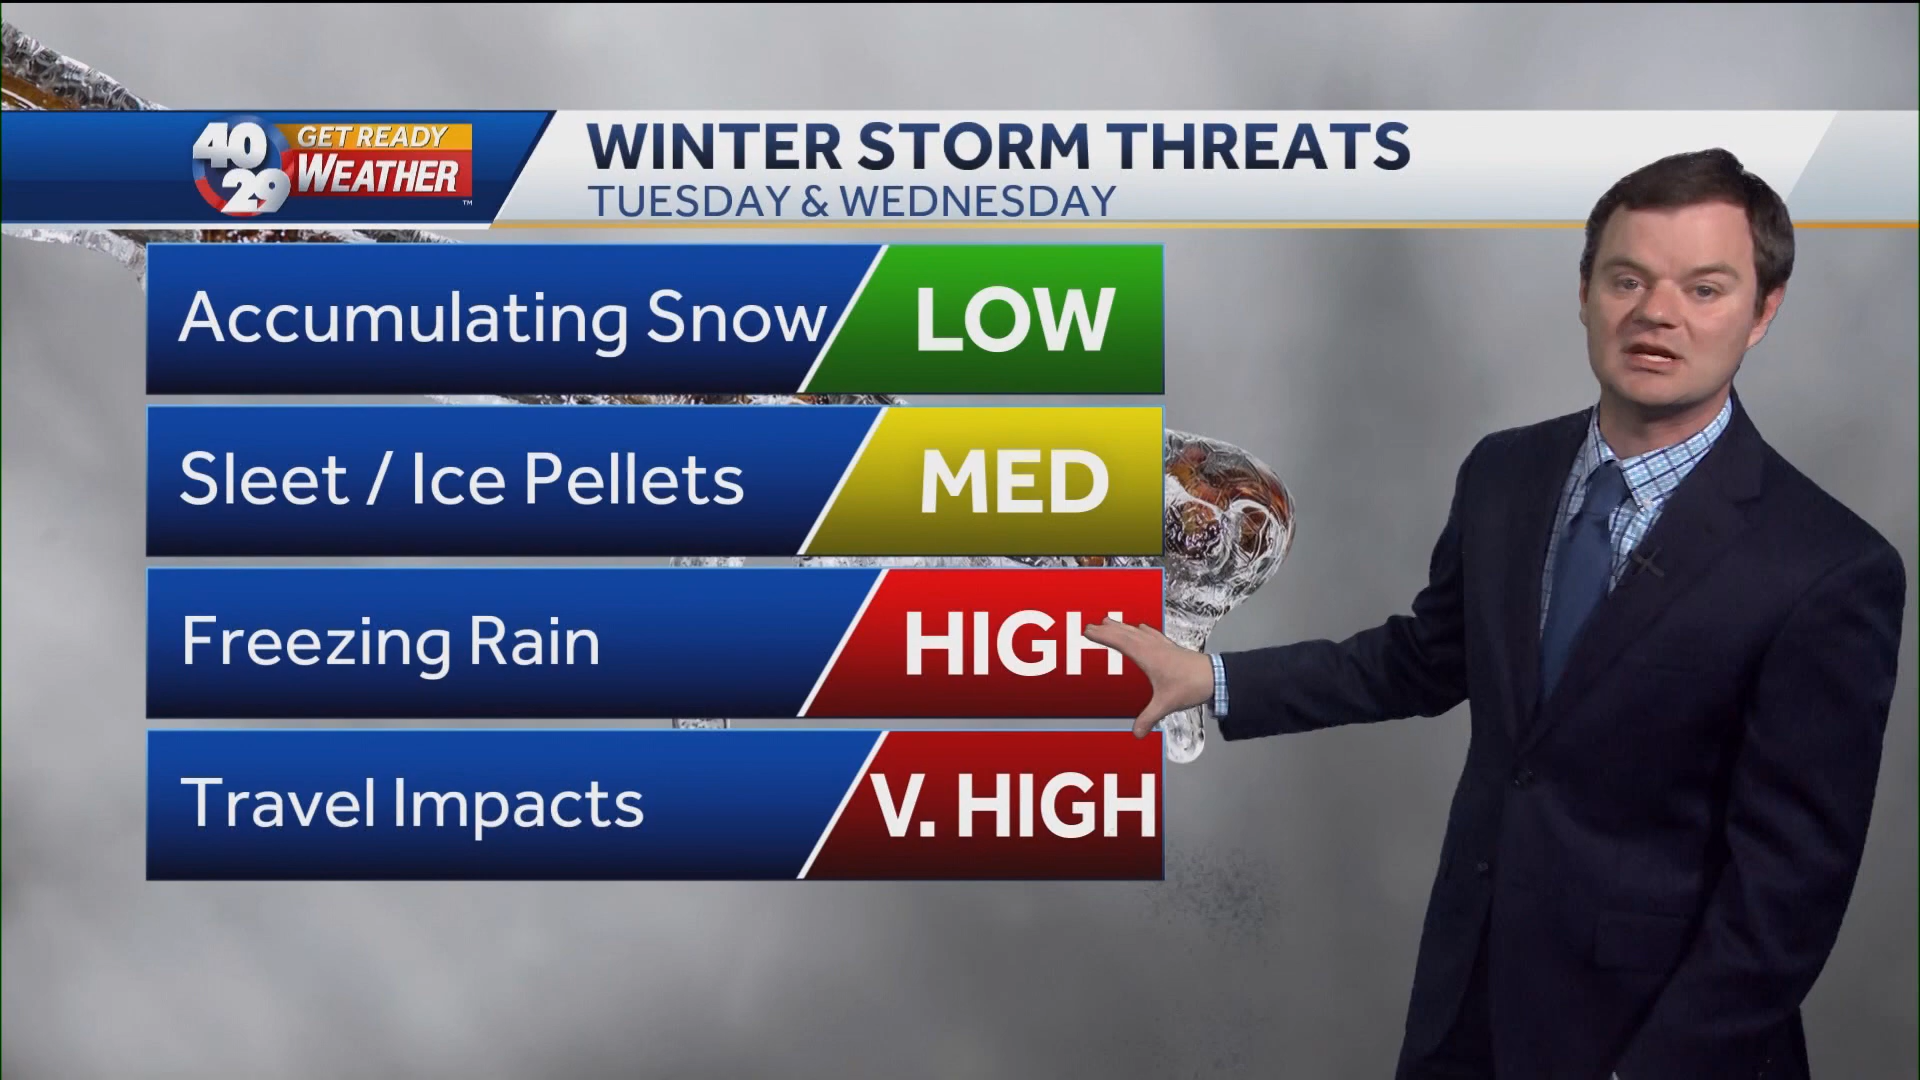 40
29
GET READY
WEATHER
™
WINTER STORM THREATS
TUESDAY & WEDNESDAY
Accumulating Snow LOW
Sleet / Ice Pellets MED
Freezing Rain HIGH
Travel Impacts V. HIGH